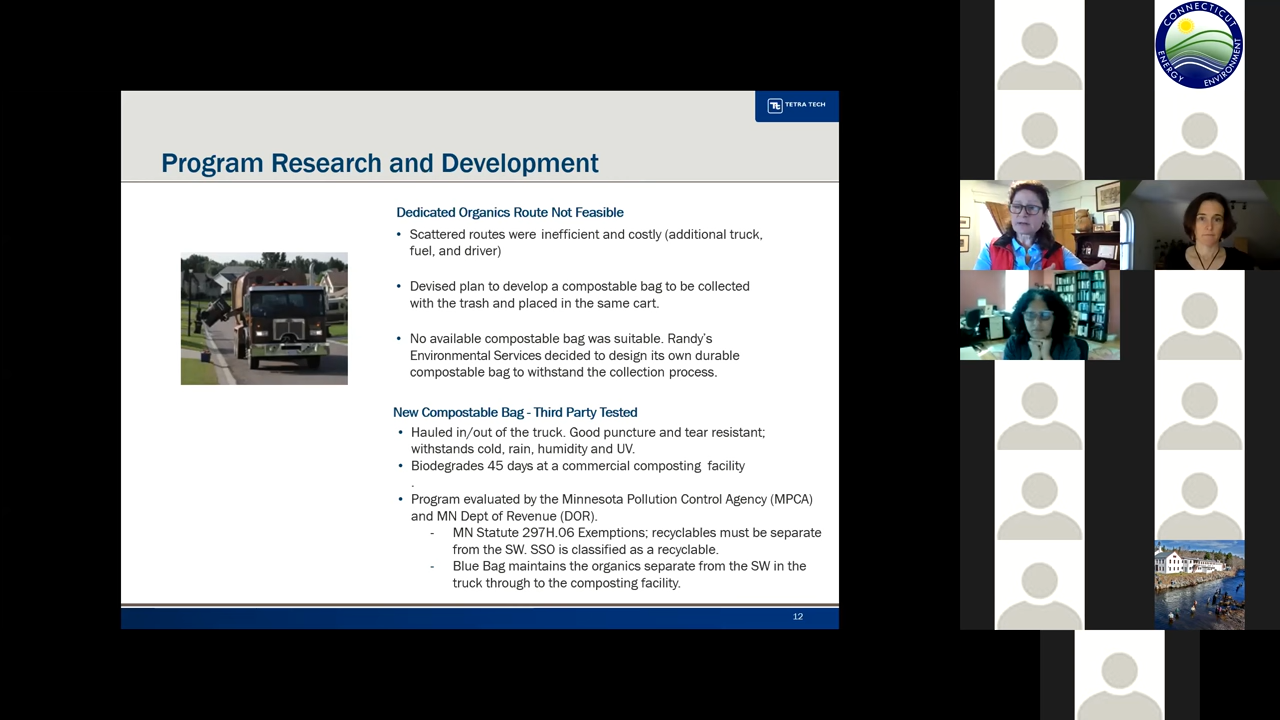 TETRA TECH
Program Research and Development
Dedicated Organics Route Not Feasible
• Scattered routes were inefficient and costly (additional truck,
fuel, and driver)
• Devised plan to develop a compostable bag to be collected
with the trash and placed in the same cart.
• No available compostable bag was suitable. Randy's
Environmental Services decided to design its own durable
compostable bag to withstand the collection process.
New Compostable Bag - Third Party Tested
• Hauled in/out of the truck. Good puncture and tear resistant;
withstands cold, rain, humidity and UV.
• Biodegrades 45 days at a commercial composting facility
.
• Program evaluated by the Minnesota Pollution Control Agency (MPCA)
and MN Dept of Revenue (DOR).
- MN Statute 297H.06 Exemptions; recyclables must be separate
from the SW. SSO is classified as a recyclable.
- Blue Bag maintains the organics separate from the SW in the
truck through to the composting facility.
12
CONNECTICUT
ENERGY ENVIRONMENT